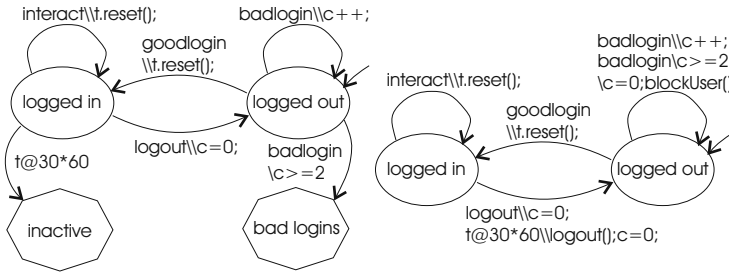 interact\\t.reset();
goodlogin
\\t.reset();
badlogin\\c++;
logged in
logged out
t@30*60
logout\\c=0;
badlogin
\c>=2
inactive
bad logins
interact\\t.reset();
goodlogin
\\t.reset();
badlogin\\c++;
badlogin\c>=2
\c=0;blockUser()
logged in
logged out
logout\\c=0;
t@30*60\\logout();c=0;